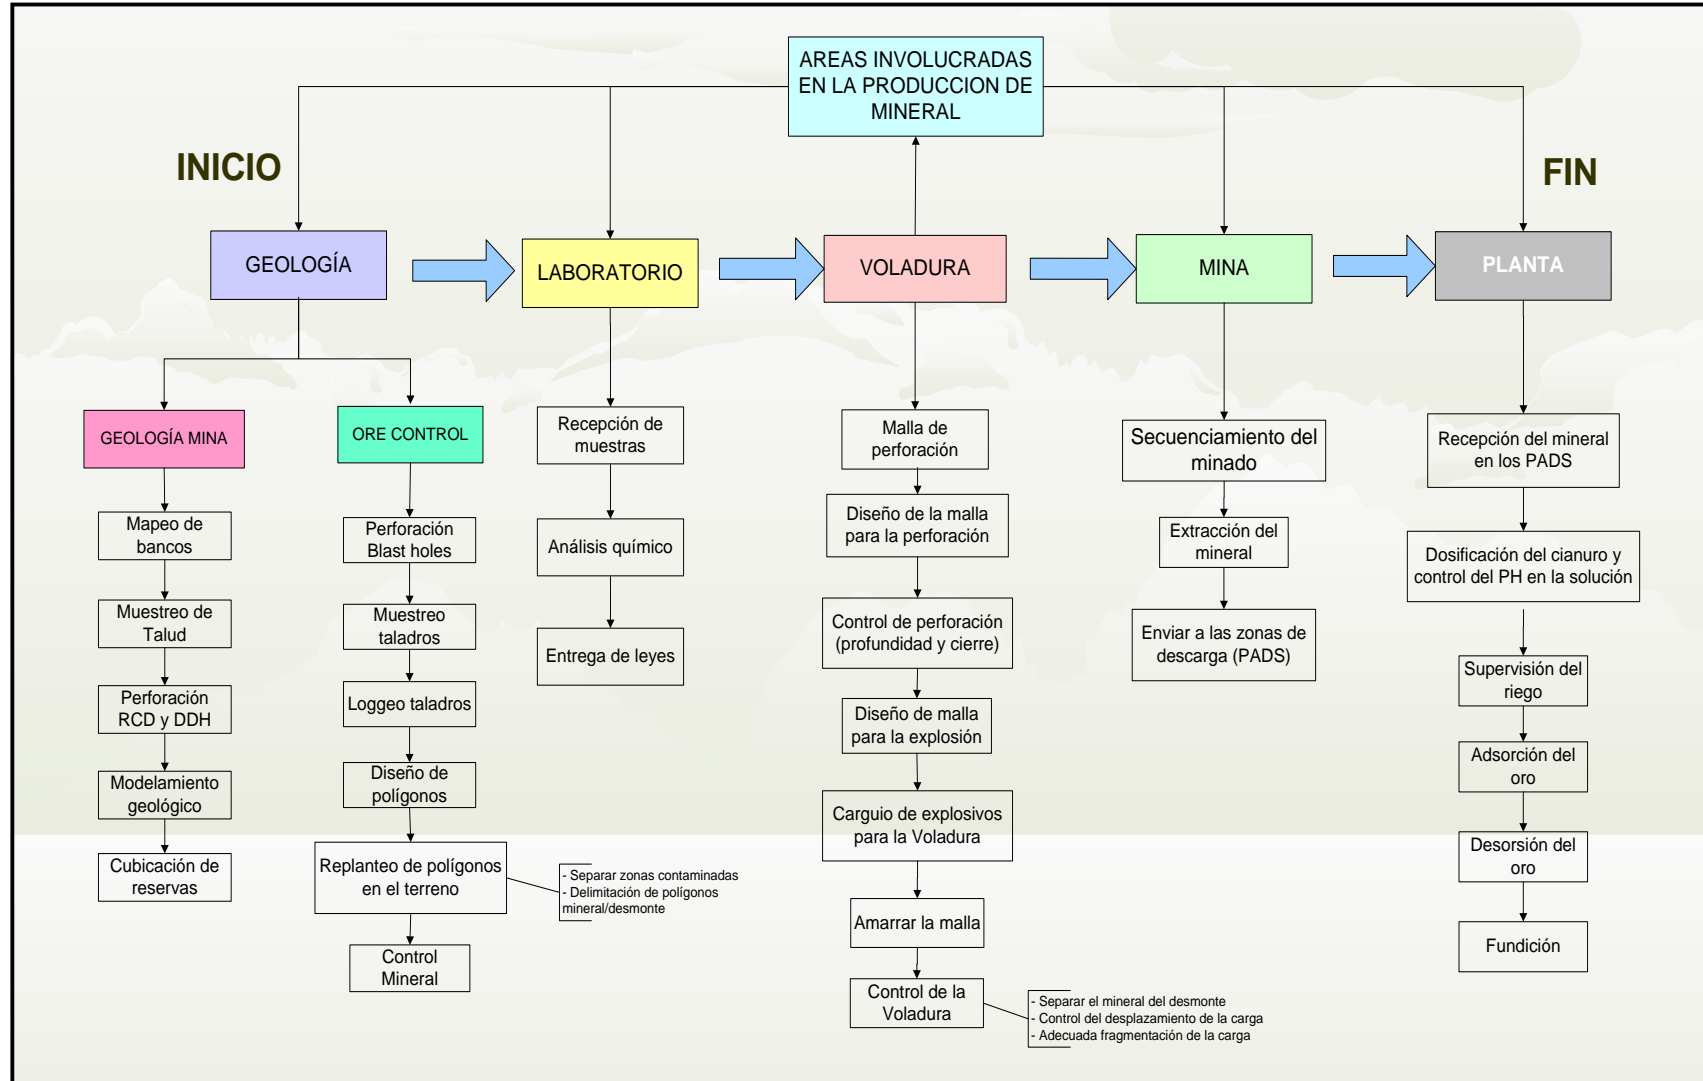 AREAS INVOLUCRADAS
EN LA PRODUCCION DE
MINERAL
INICIO
FIN
GEOLOGÍA
LABORATORIO
VOLADURA
MINA
PLANTA
GEOLOGÍA MINA
Mapeo de
bancos
Muestreo de
Talud
Perforación
RCD y DDH
Modelamiento
geológico
Cubicación de
reservas
ORE CONTROL
Perforación
Blast holes
Muestreo
taladros
Loggeo taladros
Diseño de
polígonos
Replanteo de polígonos
en el terreno
- Separar zonas contaminadas
- Delimitación de polígonos
mineral/desmonte
Control
Mineral
Recepción de
muestras
Análisis químico
Entrega de leyes
Malla de
perforación
Diseño de la malla
para la perforación
Control de perforación
(profundidad y cierre)
Diseño de malla
para la explosión
Carguio de explosivos
para la Voladura
Amarrar la malla
Control de la
Voladura
- Separar el mineral del desmonte
- Control del desplazamiento de la carga
- Adecuada fragmentación de la carga
Secuenciamiento del
minado
Extracción del
mineral
Enviar a las zonas de
descarga (PADS)
Recepción del mineral
en los PADS
Dosificación del cianuro y
control del PH en la solución
Supervisión del
riego
Adsorción del
oro
Desorsión del
oro
Fundición